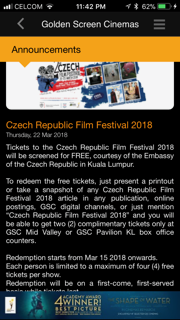 CELCOM
11:42 PM
62%
Golden Screen Cinemas
Announcements
CZECH
Czech Republic Film Festival 2018
Thursday, 22 Mar 2018
Tickets to the Czech Republic Film Festival 2018
will be screened for FREE, courtesy of the Embassy
of the Czech Republic in Kuala Lumpur.
To redeem the free tickets, just present a printout
or take a snapshot of any Czech Republic Film
Festival 2018 article in any publication, online
postings, GSC digital channels, or just mention
"Czech Republic Film Festival 2018" and you will
be able to get two (2) complimentary tickets only at
GSC Mid Valley or GSC Pavilion KL box office
counters.
Redemption starts from Mar 15 2018 onwards.
Each person is limited to a maximum of four (4) free
tickets per show.
Redemption will be on a first-come, first-served
4 ACADEMY AWARD
WINNER
BEST PICTURE
THE SHAPE OF WATER